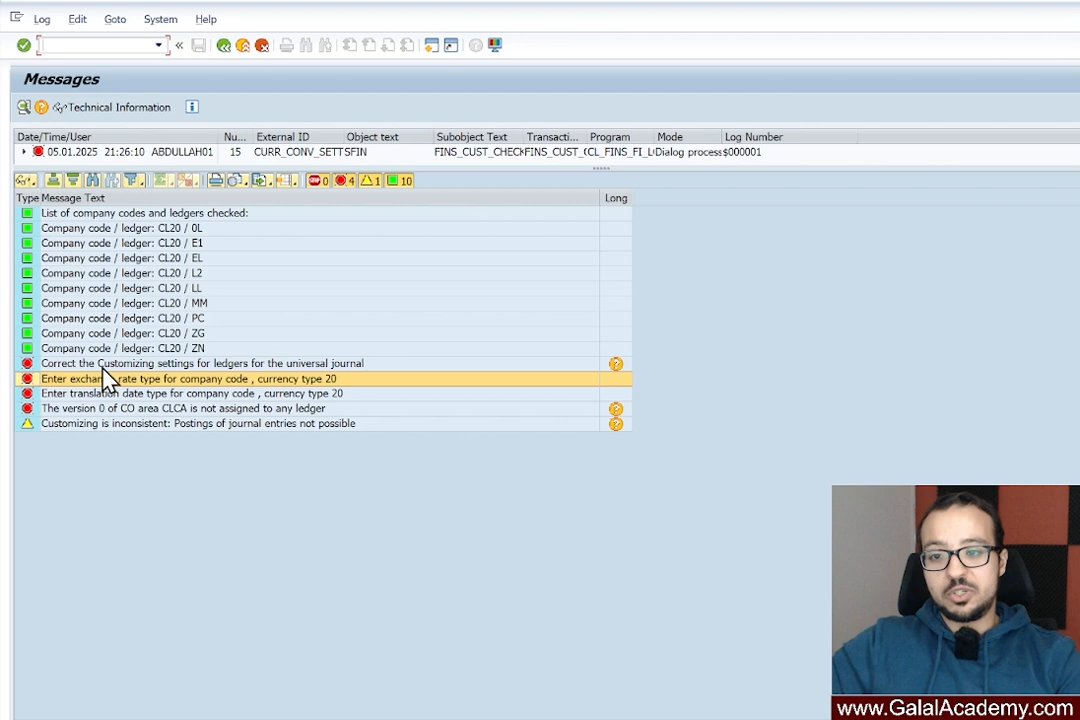 Log Edit Goto System Help
Messages
Technical Information
Date/Time/User Nu... External ID Object text Subobject Text Transacti... Program Mode Log Number
05.01.2025 21:26:10 ABDULLAH01 15 CURR_CONV_SETT SFIN FINS_CUST_CHECK FINS_CUST_( CL_FINS_FI_L( Dialog process $000001
0 4 1 10
Type Message Text Long
List of company codes and ledgers checked:
Company code / ledger: CL20 / 0L
Company code / ledger: CL20 / E1
Company code / ledger: CL20 / EL
Company code / ledger: CL20 / L2
Company code / ledger: CL20 / LL
Company code / ledger: CL20 / MM
Company code / ledger: CL20 / PC
Company code / ledger: CL20 / ZG
Company code / ledger: CL20 / ZN
Correct the Customizing settings for ledgers for the universal journal
Enter exchange rate type for company code , currency type 20
Enter translation date type for company code , currency type 20
The version 0 of CO area CLCA is not assigned to any ledger
Customizing is inconsistent: Postings of journal entries not possible
www.GalalAcademy.com